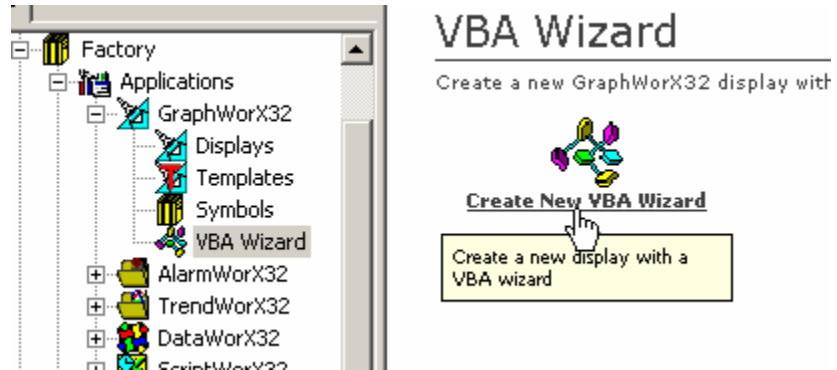 Factory
Applications
GraphWorX32
Displays
Templates
Symbols
VBA Wizard
AlarmWorX32
TrendWorX32
DataWorX32
ScriptWorX32
VBA Wizard
Create a new GraphWorX32 display with
Create New VBA Wizard
Create a new display with a
VBA wizard